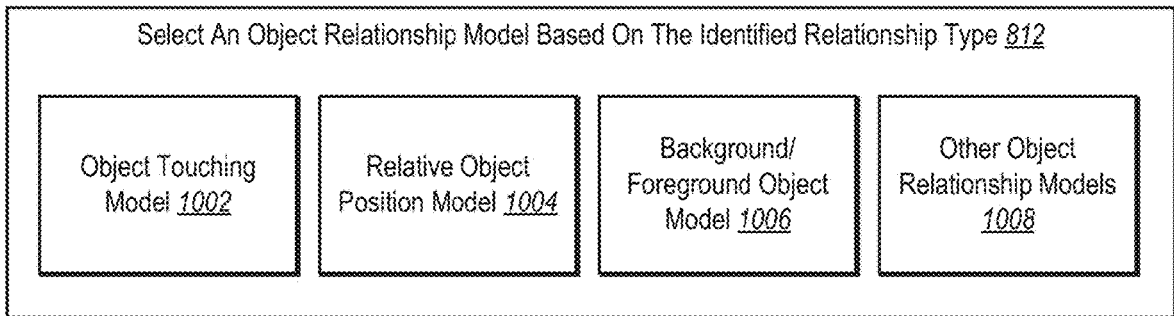 Select An Object Relationship Model Based On The Identified Relationship Type 812
Object Touching
Model 1002
Relative Object
Position Model 1004
Background/
Foreground Object
Model 1006
Other Object
Relationship Models
1008